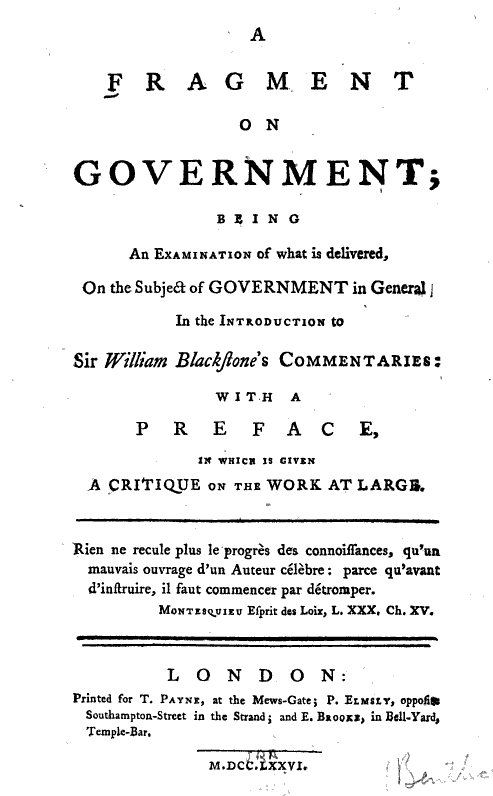 A
FRAGMENT
ON
GOVERNMENT;
BEING
An EXAMINATION of what is delivered,
On the Subject of GOVERNMENT in General
In the INTRODUCTION to
Sir William Blackſtone's COMMENTARIES:
WITH A
PREFACE,
IN WHICH IS GIVEN
A CRITIQUE ON THE WORK AT LARGE.
Rien ne recule plus le progrès des connoiſſances, qu'un
mauvais ouvrage d'un Auteur célèbre: parce qu'avant
d'inſtruire, il faut commencer par détromper.
MONTESQUIEU Eſprit des Loix, L. XXX. Ch. XV.
LONDON:
Printed for T. PAYNE, at the Mews-Gate; P. ELMSLY, oppoſite
Southampton-Street in the Strand; and E. BROOKE, in Bell-Yard,
Temple-Bar.
M.DCC.LXXVI.